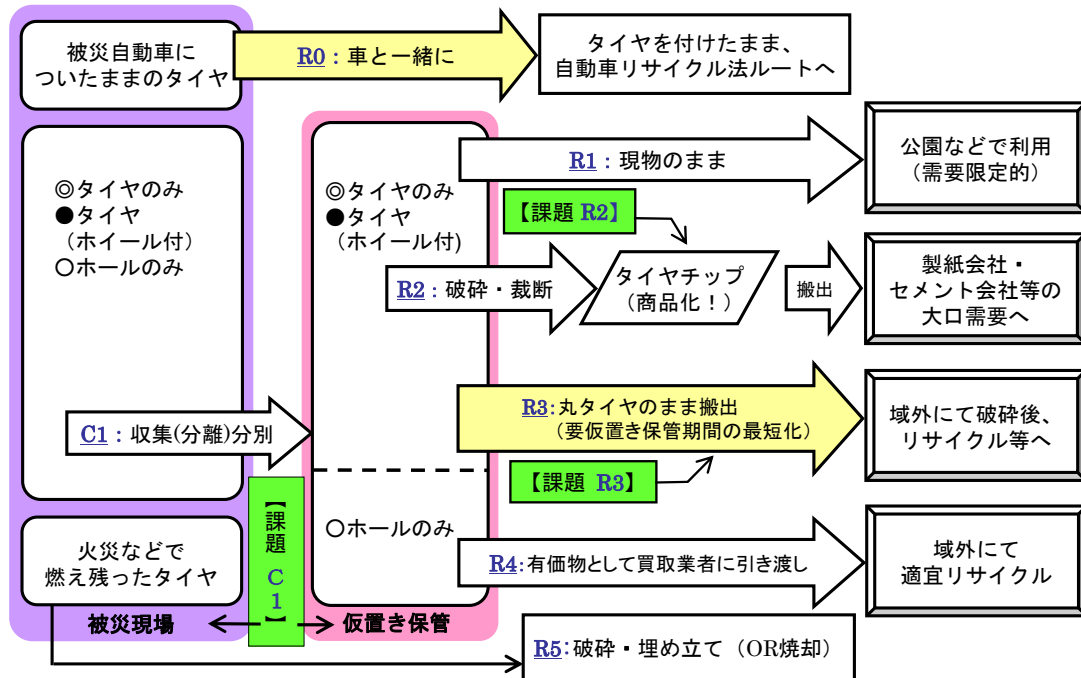 被災自動車に
ついたままのタイヤ
R0：車と一緒に
タイヤを付けたまま、
自動車リサイクル法ルートへ
◎タイヤのみ
●タイヤ
（ホイール付）
○ホールのみ
◎タイヤのみ
●タイヤ
（ホイール付)
R1：現物のまま
公園などで利用
（需要限定的）
【課題 R2】
R2：破砕・裁断
タイヤチップ
（商品化！）
搬出
製紙会社・
セメント会社等の
大口需要へ
R3:丸タイヤのまま搬出
（要仮置き保管期間の最短化）
域外にて破砕後、
リサイクル等へ
C1：収集(分離)分別
【課題 R3】
【課題 C1】
○ホールのみ
R4:有価物として買取業者に引き渡し
域外にて
適宜リサイクル
火災などで
燃え残ったタイヤ
被災現場
仮置き保管
R5:破砕・埋め立て（OR焼却）